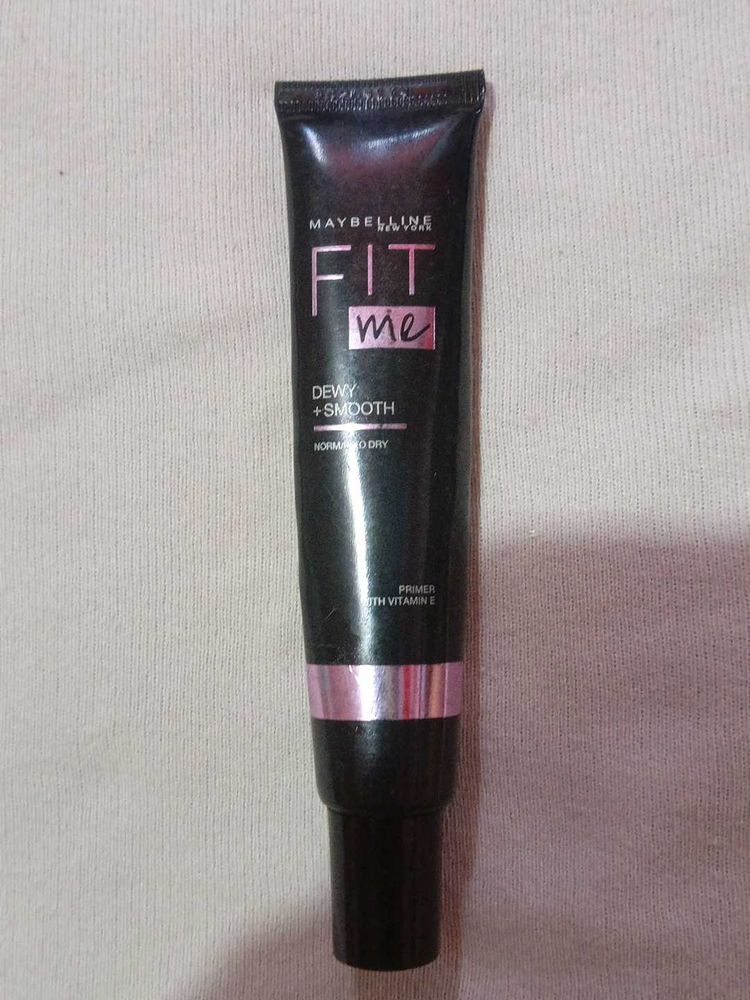 MAYBELLINE
NEW YORK
FIT
me
DEWY
+SMOOTH
DRY
PRIMER
VITAMIN E